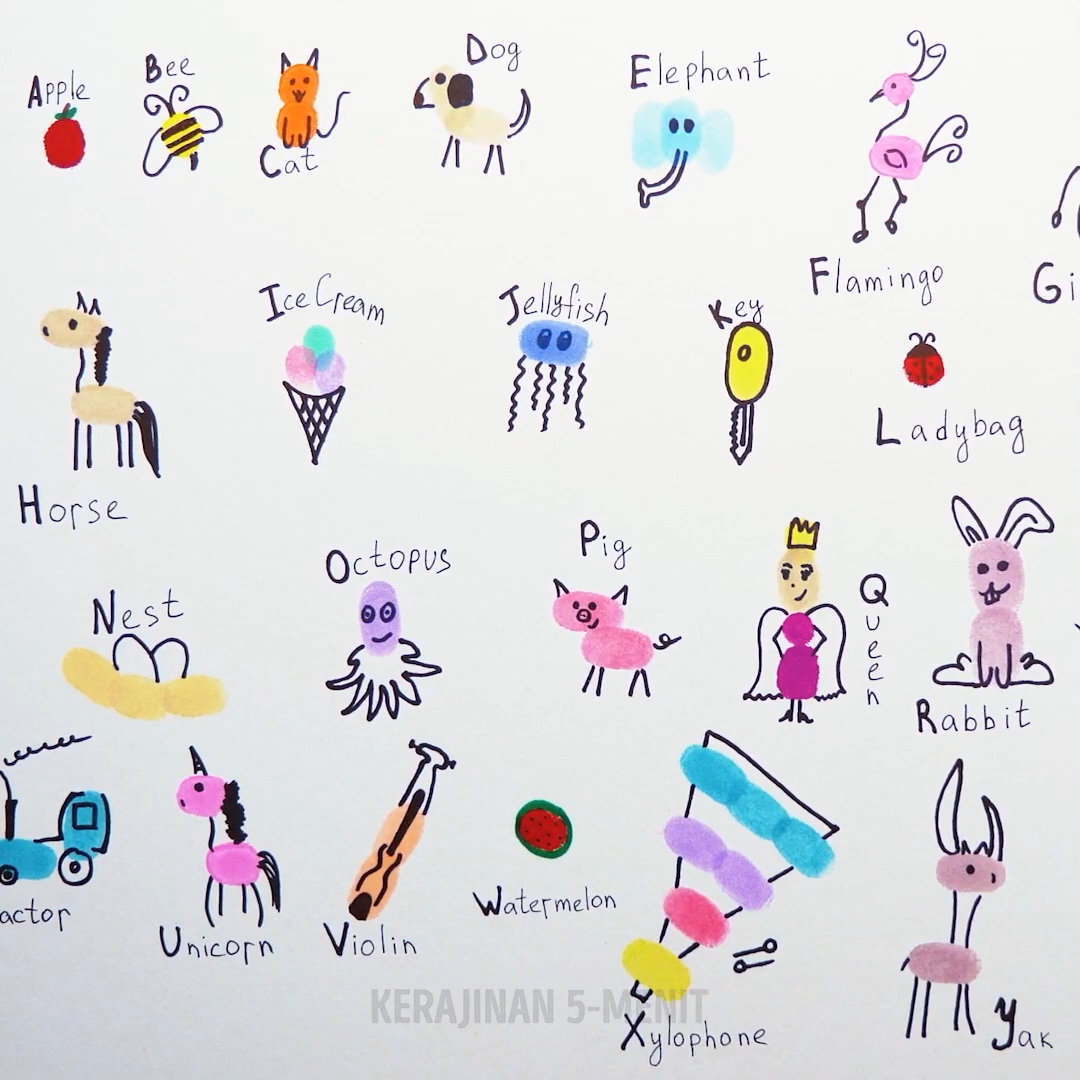 Apple
Bee
Cat
Dog
Elephant
Flamingo
Gi
Horse
Ice Cream
Jellyfish
Key
Ladybag
Nest
Octopus
Pig
Queen
Rabbit
actor
Unicorn
Violin
Watermelon
Xylophone
Yak
KERAJINAN 5-MENIT